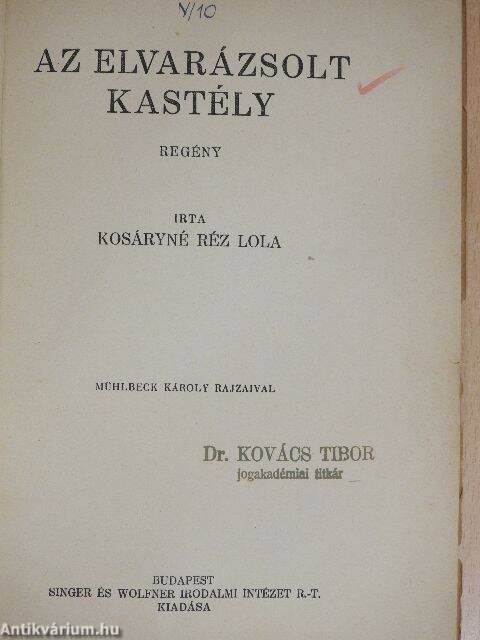 V/10
AZ ELVARÁZSOLT
KASTÉLY
REGÉNY
IRTA
KOSÁRYNÉ RÉZ LOLA
MÜHLBECK KÁROLY RAJZAIVAL
Dr. KOVÁCS TIBOR
jogakadémiai titkár
BUDAPEST
SINGER ÉS WOLFNER IRODALMI INTÉZET R.-T.
KIADÁSA
Antikvárium.hu